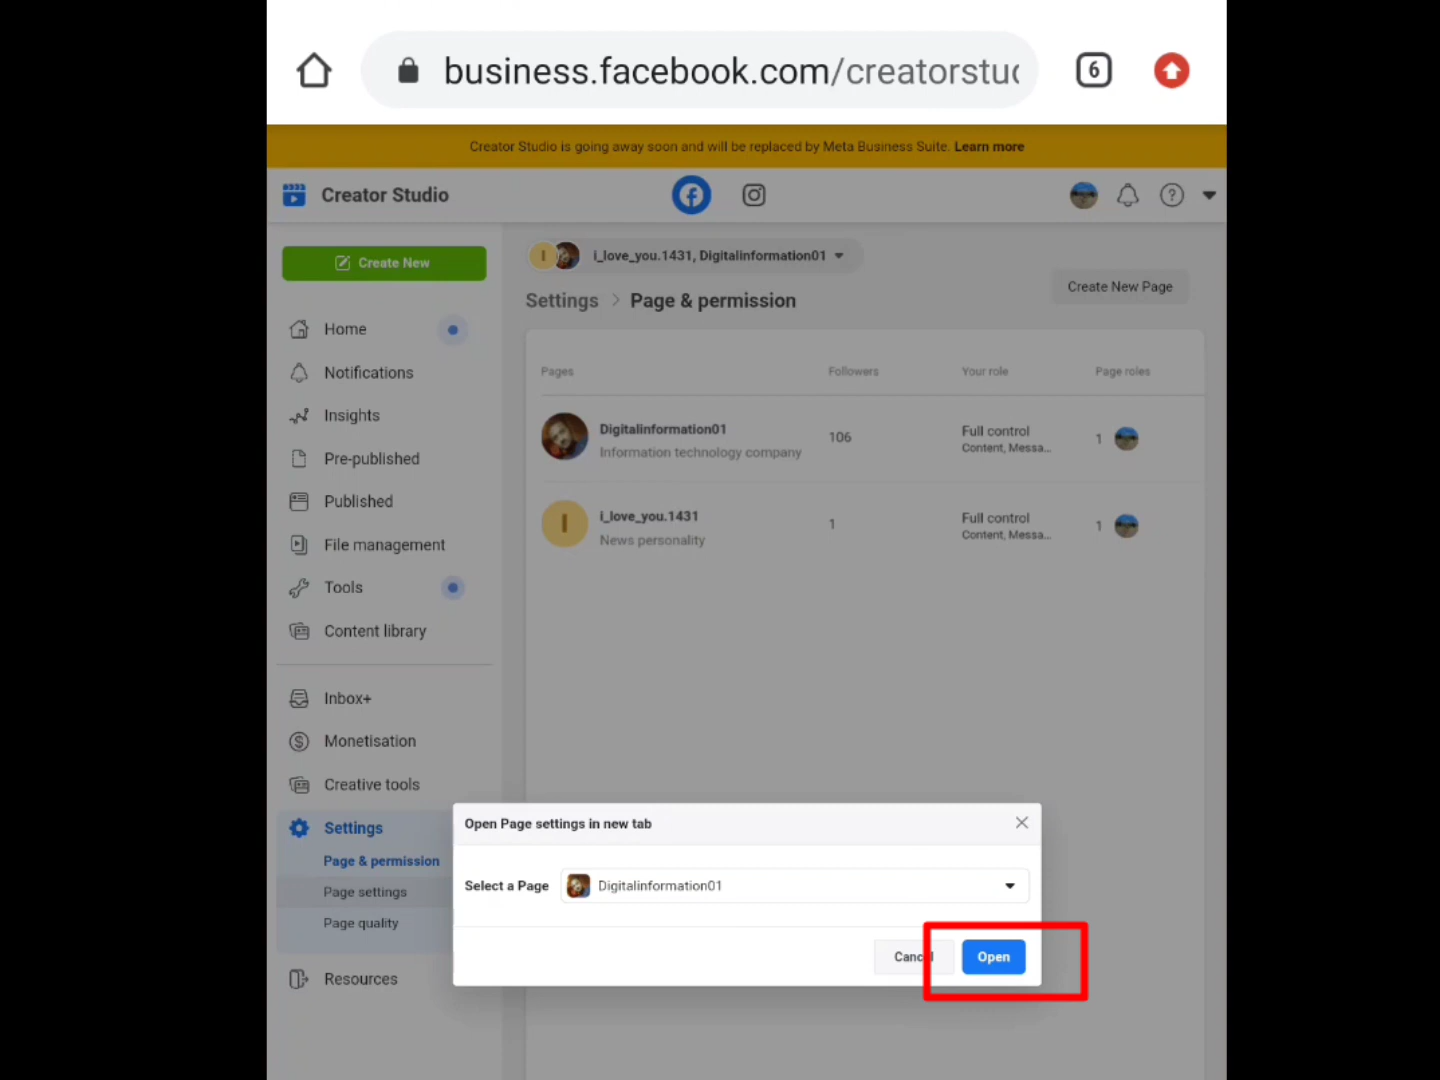 business.facebook.com/creatorstu
6
Creator Studio is going away soon and will be replaced by Meta Business Suite. Learn more
Creator Studio
Create New
i_love_you.1431, Digitalinformation01
Settings > Page & permission
Create New Page
Home
Notifications
Insights
Pre-published
Published
File management
Tools
Content library
Inbox+
Monetisation
Creative tools
Settings
Page & permission
Page settings
Page quality
Resources
Pages Followers Your role Page roles
Digitalinformation01
Information technology company
106
Full control
Content, Messa...
1
I
i_love_you.1431
News personality
1
Full control
Content, Messa...
1
Open Page settings in new tab
Select a Page Digitalinformation01
Cancel Open